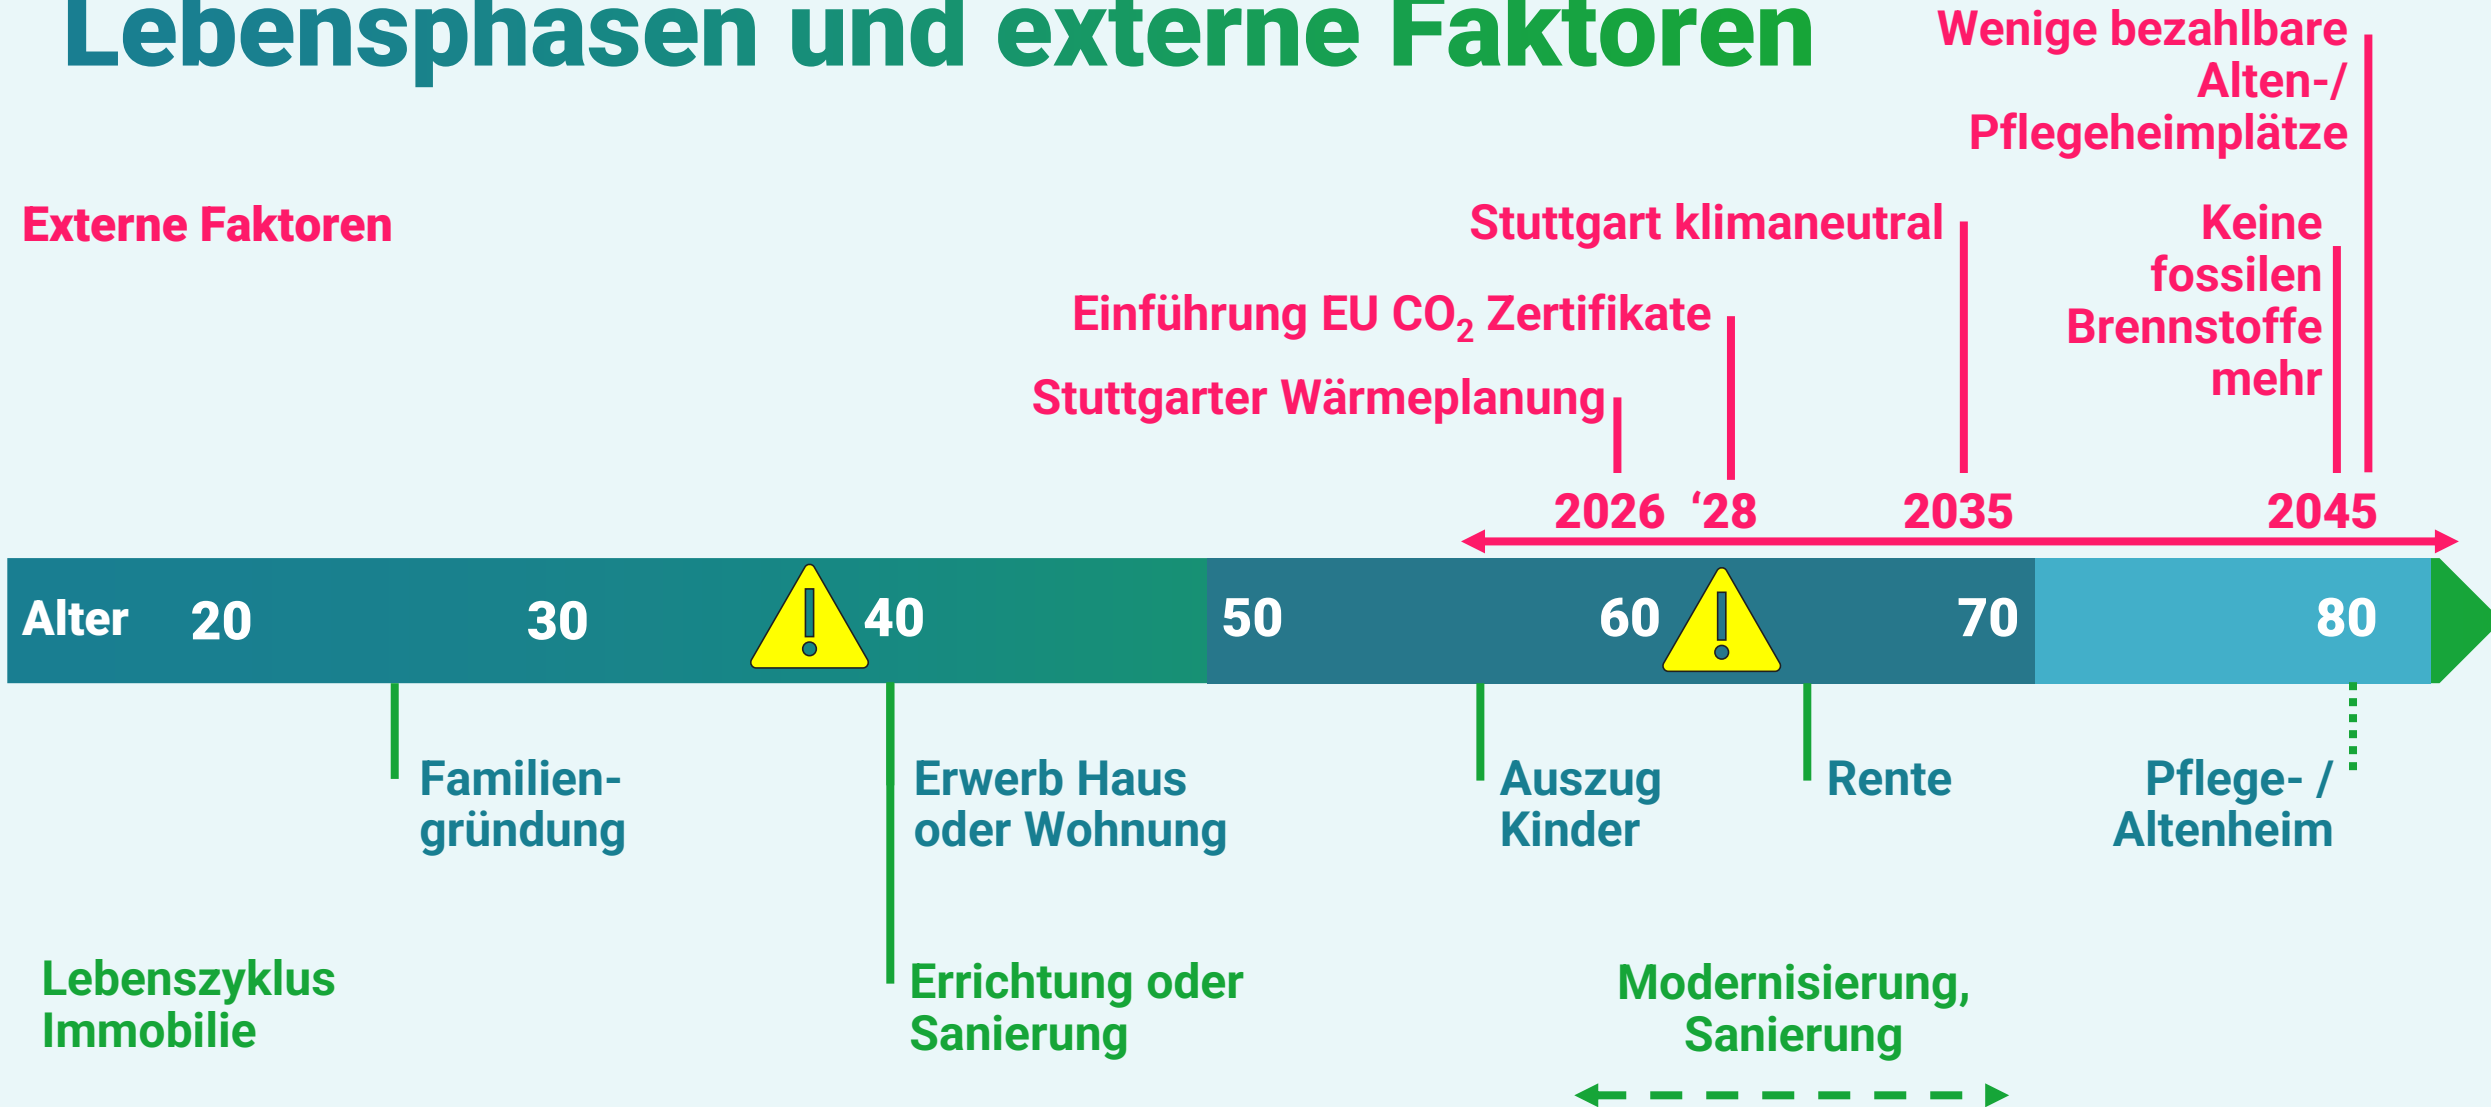 Lebensphasen und externe Faktoren
Wenige bezahlbare
Alten-/
Pflegeheimplätze
Externe Faktoren
Stuttgart klimaneutral
Keine
fossilen
Brennstoffe
mehr
Einführung EU CO₂ Zertifikate
Stuttgarter Wärmeplanung
2026 ‘28 2035 2045
Alter 20 30 40 50 60 70 80
Familien-
gründung
Erwerb Haus
oder Wohnung
Auszug
Kinder
Rente
Pflege- /
Altenheim
Lebenszyklus
Immobilie
Errichtung oder
Sanierung
Modernisierung,
Sanierung